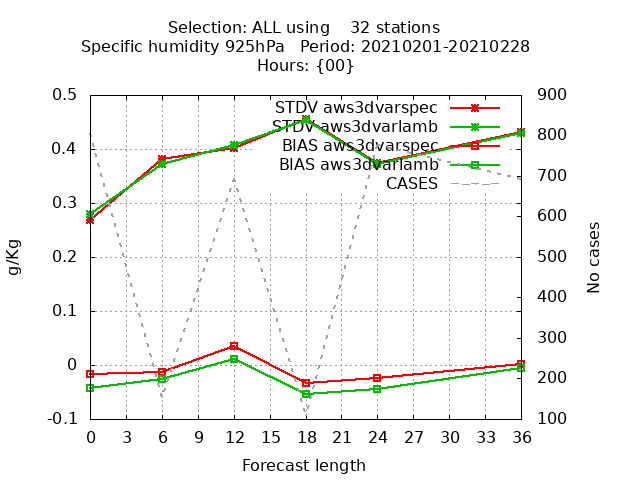 Selection: ALL using    32 stations
Specific humidity 925hPa   Period: 20210201-20210228
Hours: {00}
STDV aws3dvarspec
STDV aws3dvarlamb
BIAS aws3dvarspec
BIAS aws3dvarlamb
CASES
0.5
0.4
0.3
0.2
0.1
0
-0.1
g/Kg
900
800
700
600
500
400
300
200
100
No cases
0 3 6 9 12 15 18 21 24 27 30 33 36
Forecast length